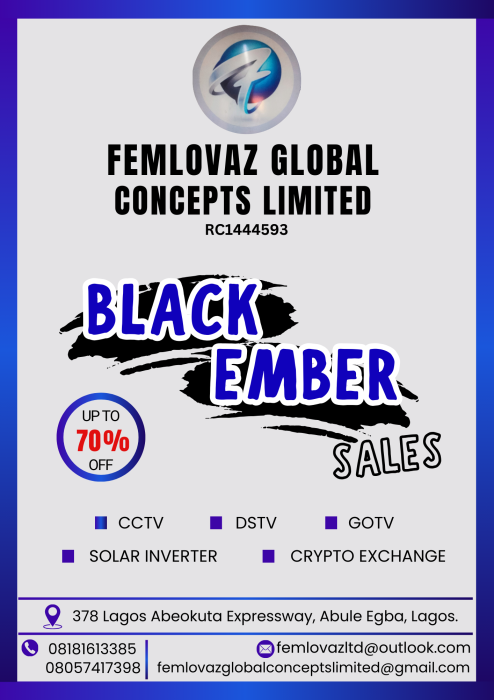 FEMLOVAZ GLOBAL
CONCEPTS LIMITED
RC1444593
BLACK
EMBER
SALES
UP TO
70%
OFF
CCTV DSTV GOTV
SOLAR INVERTER CRYPTO EXCHANGE
378 Lagos Abeokuta Expressway, Abule Egba, Lagos.
08181613385 femlovazltd@outlook.com
08057417398 femlovazglobalconceptslimited@gmail.com